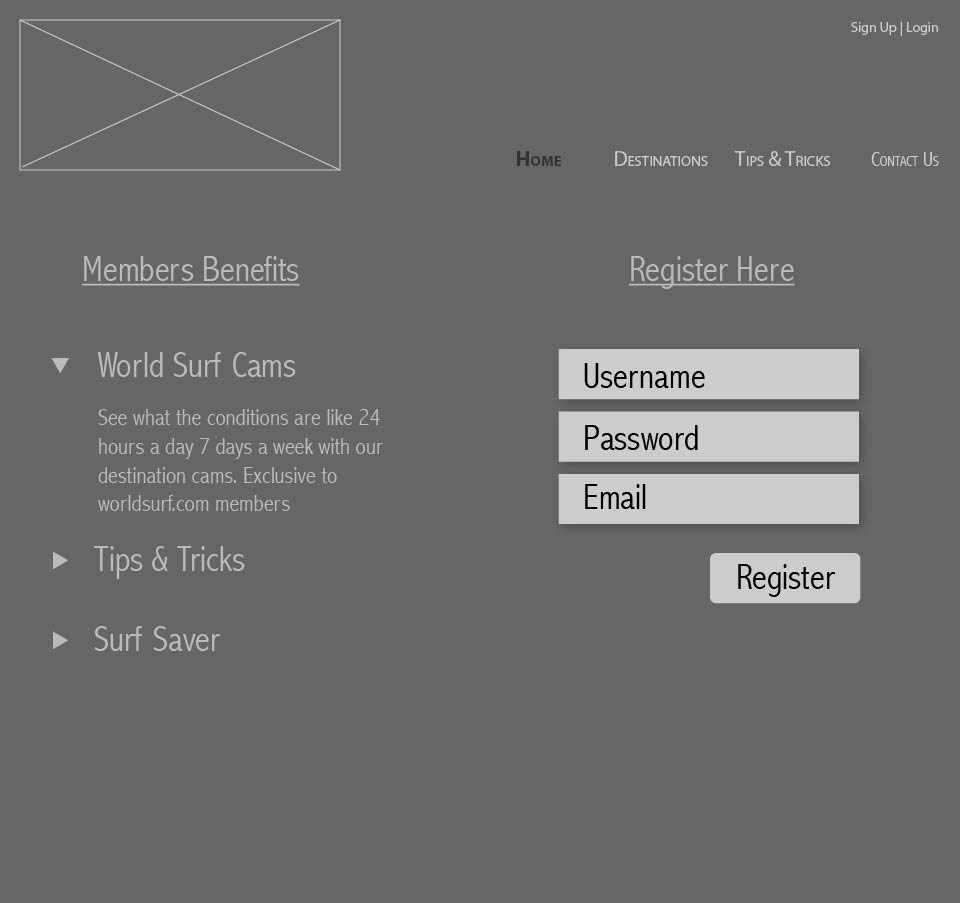 Sign Up | Login
Home
Destinations
Tips & Tricks
Contact Us
Members Benefits
World Surf Cams
See what the conditions are like 24
hours a day 7 days a week with our
destination cams. Exclusive to
worldsurf.com members
Tips & Tricks
Surf Saver
Register Here
Username
Password
Email
Register